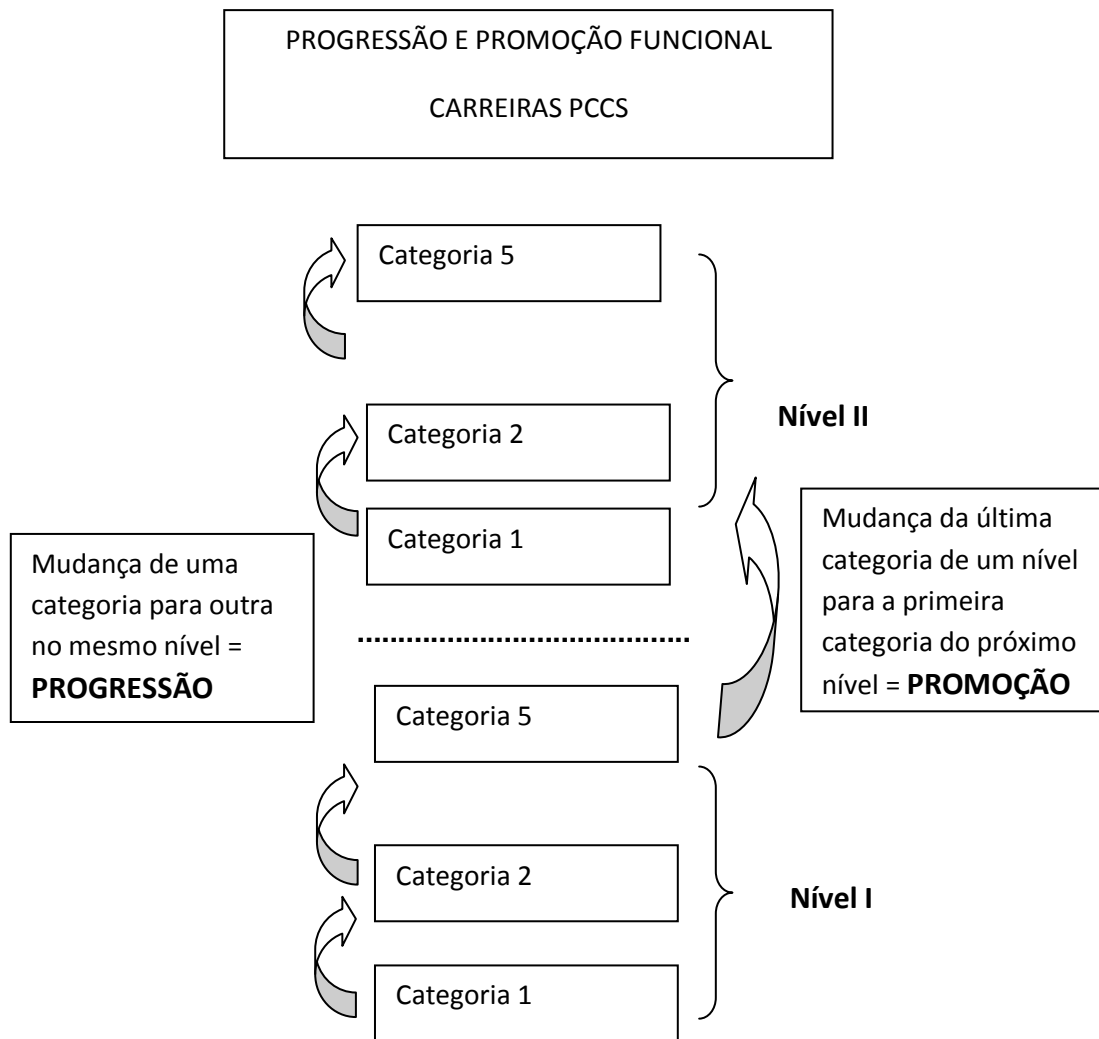 PROGRESSÃO E PROMOÇÃO FUNCIONAL
CARREIRAS PCCS
Categoria 5
Categoria 2
Nível II
Categoria 1
Mudança de uma
categoria para outra
no mesmo nível =
PROGRESSÃO
Mudança da última
categoria de um nível
para a primeira
categoria do próximo
nível = PROMOÇÃO
Categoria 5
Categoria 2
Nível I
Categoria 1